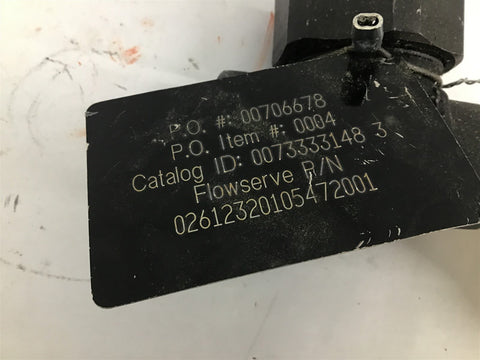 P.O. #: 00706678
P.O. Item #: 0004
Catalog ID: 0073333148 3
Flowserve R/N
02612320105472001